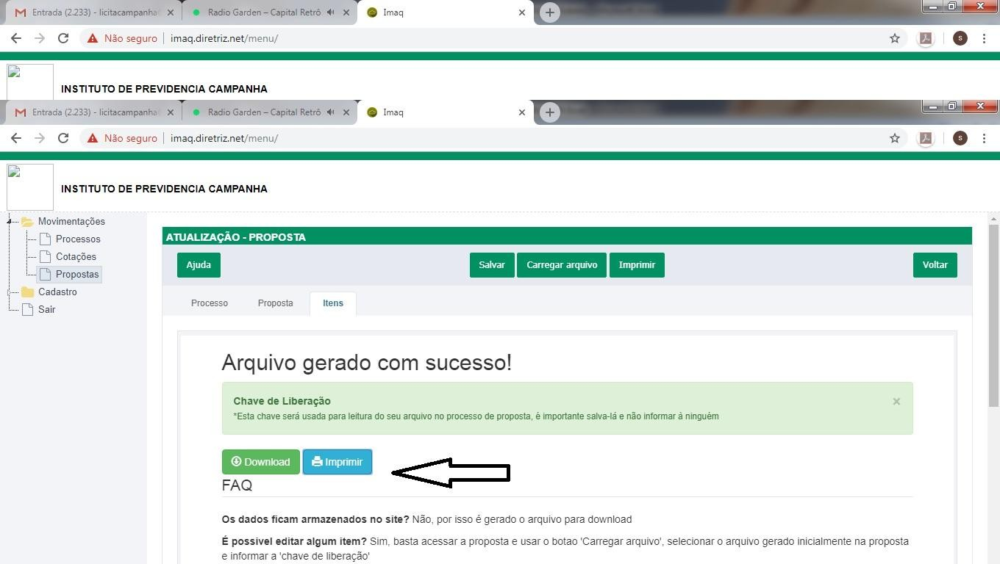 Entrada (2.233) - licitacampanha
Radio Garden – Capital Retrô
Imaq
Não seguro
imaq.diretriz.net/menu/
s
INSTITUTO DE PREVIDENCIA CAMPANHA
Entrada (2.233) - licitacampanha
Radio Garden – Capital Retrô
Imaq
Não seguro
imaq.diretriz.net/menu/
s
INSTITUTO DE PREVIDENCIA CAMPANHA
Movimentações
Processos
Cotações
Propostas
Cadastro
Sair
ATUALIZAÇÃO - PROPOSTA
Ajuda
Salvar
Carregar arquivo
Imprimir
Voltar
Processo
Proposta
Itens
Arquivo gerado com sucesso!
Chave de Liberação
*Esta chave será usada para leitura do seu arquivo no processo de proposta, é importante salva-lá e não informar à ninguém
Download
Imprimir
FAQ
Os dados ficam armazenados no site? Não, por isso é gerado o arquivo para download
É possivel editar algum item? Sim, basta acessar a proposta e usar o botao 'Carregar arquivo', selecionar o arquivo gerado inicialmente na proposta
e informar a 'chave de liberação'